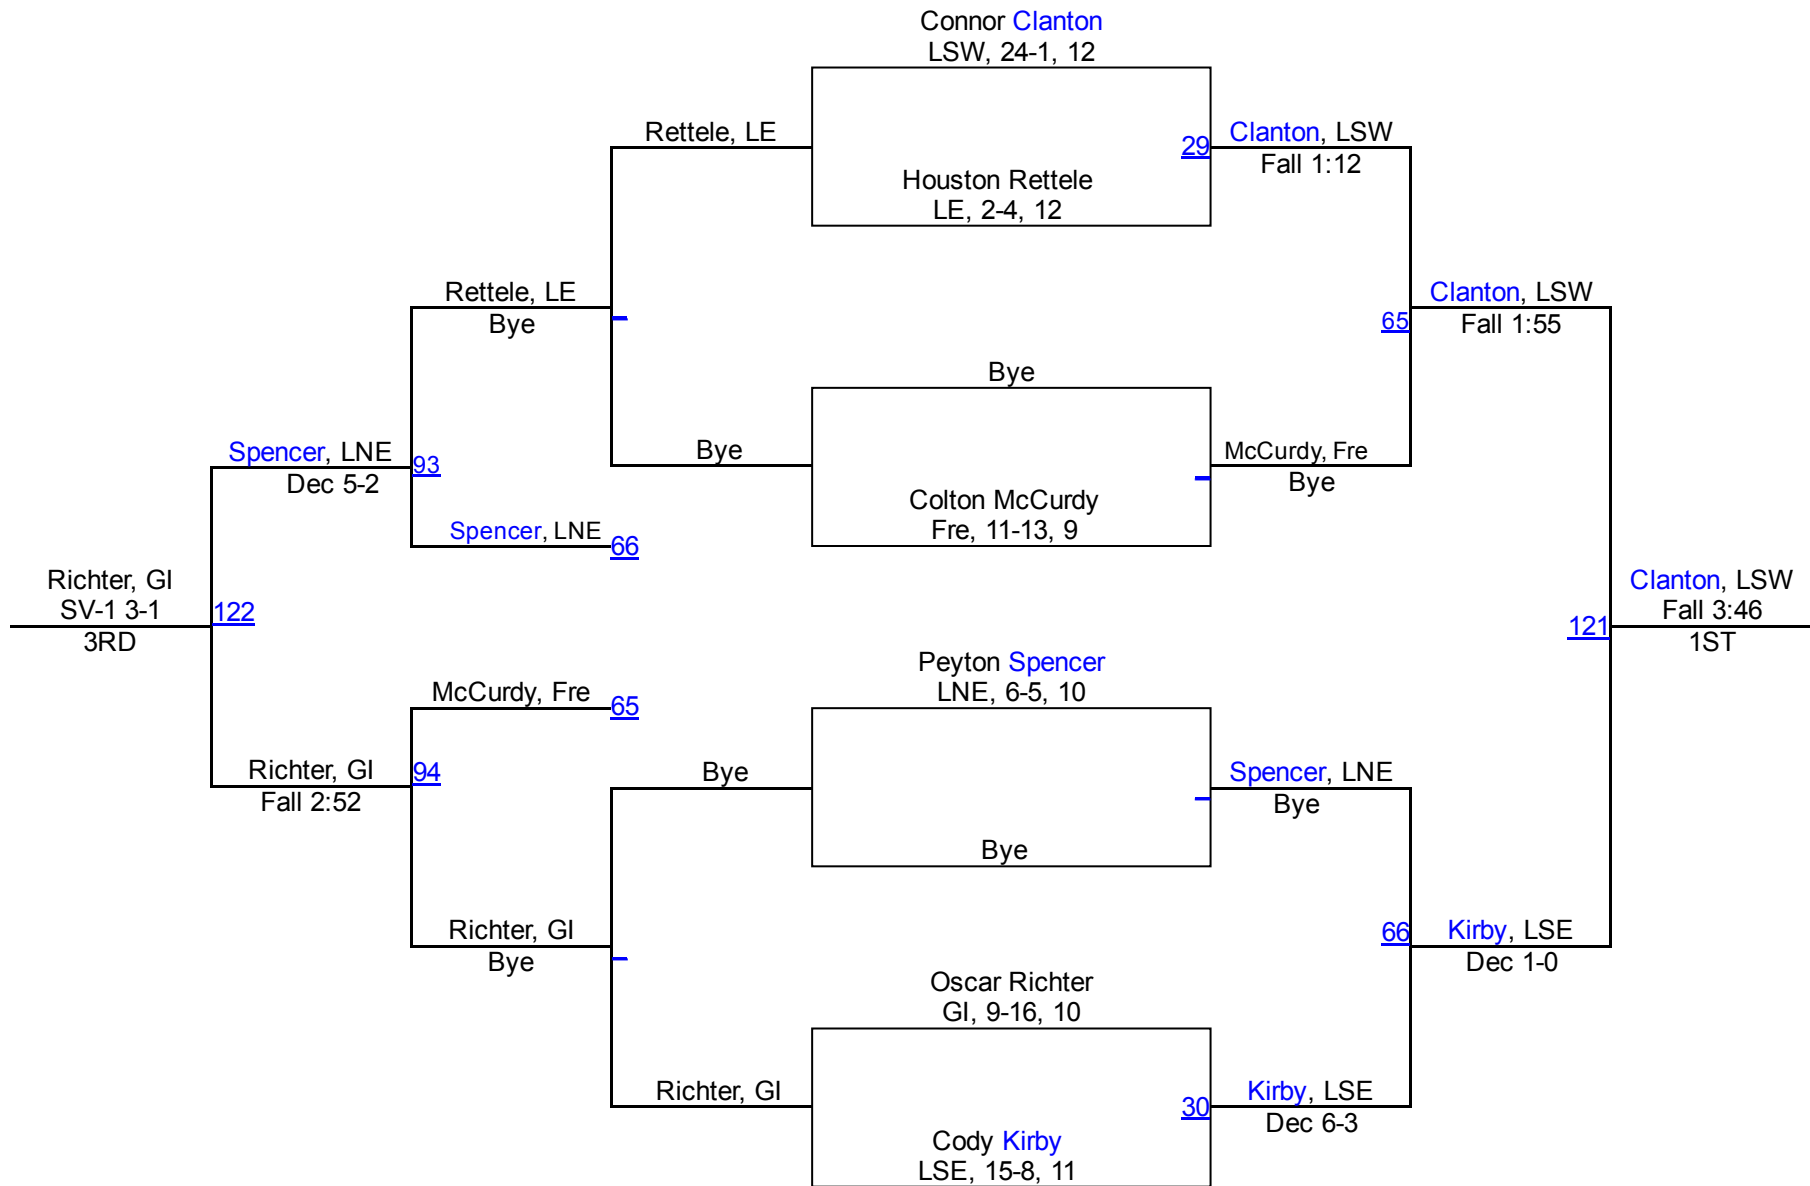 Connor Clanton
LSW, 24-1, 12
Rettele, LE
29
Clanton, LSW
Fall 1:12
Houston Rettele
LE, 2-4, 12
Rettele, LE
Bye
65
Clanton, LSW
Fall 1:55
Bye
Spencer, LNE
Dec 5-2
93
Bye
McCurdy, Fre
Bye
Colton McCurdy
Fre, 11-13, 9
Spencer, LNE
66
Richter, GI
SV-1 3-1
3RD
122
121
Clanton, LSW
Fall 3:46
1ST
Peyton Spencer
LNE, 6-5, 10
McCurdy, Fre
65
Richter, GI
Fall 2:52
94
Bye
Spencer, LNE
Bye
Bye
Richter, GI
Bye
66
Kirby, LSE
Dec 1-0
Oscar Richter
GI, 9-16, 10
Richter, GI
30
Kirby, LSE
Dec 6-3
Cody Kirby
LSE, 15-8, 11